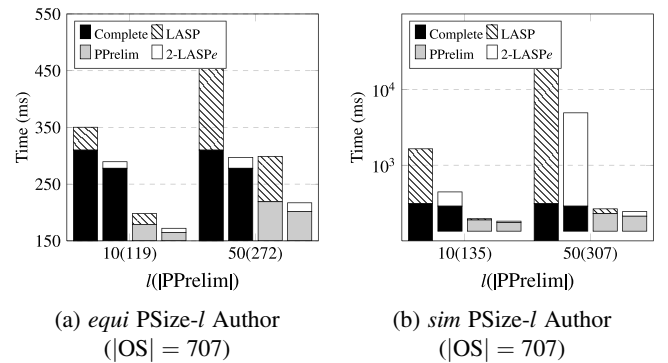 550
450
350
250
150
Time (ms)
Complete LASP
PPrelim 2-LASPe
10(119) 50(272)
l(|PPrelim|)
(a) equi PSize-l Author
(|OS| = 707)
10^4
10^3
Time (ms)
Complete LASP
PPrelim 2-LASPe
10(135) 50(307)
l(|PPrelim|)
(b) sim PSize-l Author
(|OS| = 707)